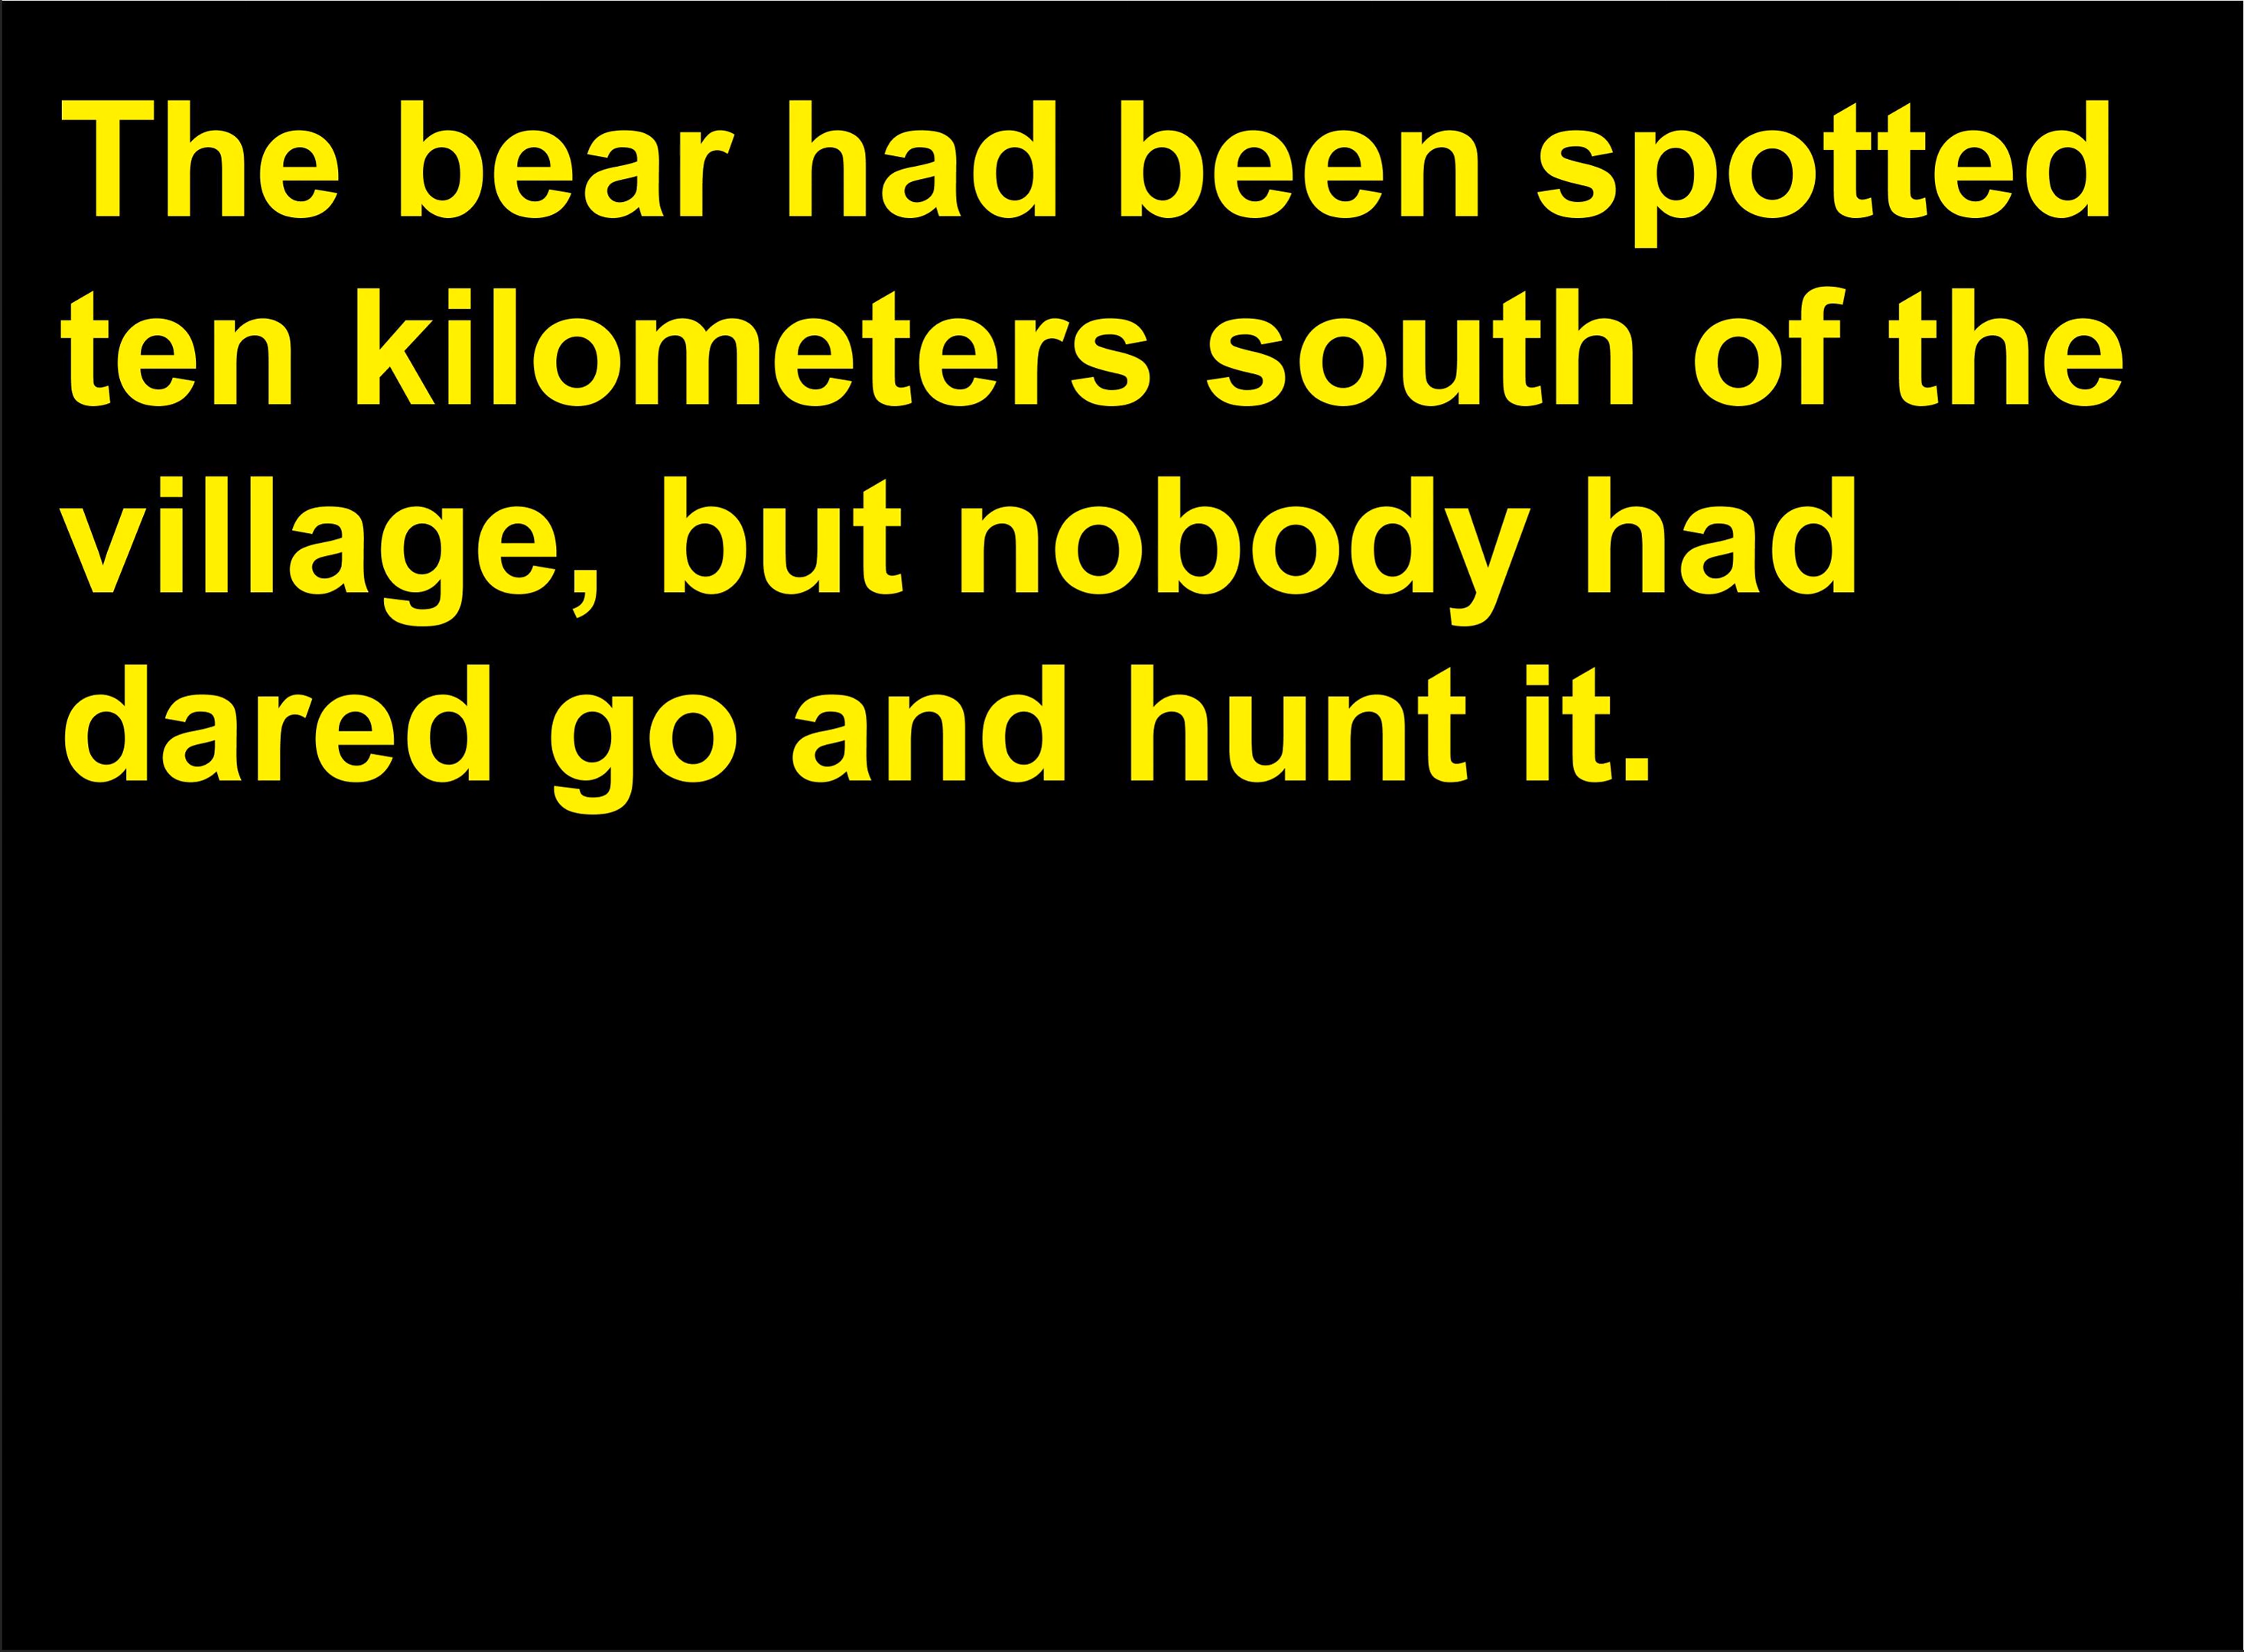 The bear had been spotted
ten kilometers south of the
village, but nobody had
dared go and hunt it.